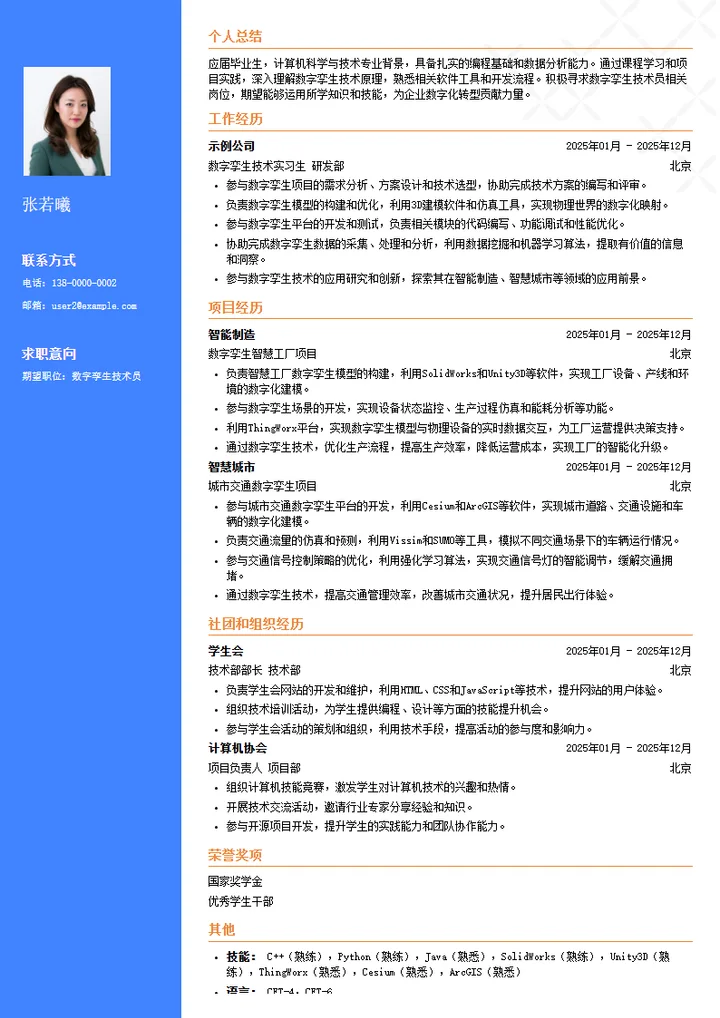 张若曦
联系方式
电话：138-0000-0002
邮箱：user2@example.com
求职意向
期望职位：数字孪生技术员
个人总结
应届毕业生，计算机科学与技术专业背景，具备扎实的编程基础和数据分析能力。通过课程学习和项
目实践，深入理解数字孪生技术原理，熟悉相关软件工具和开发流程。积极寻求数字孪生技术员相关
岗位，期望能够运用所学知识和技能，为企业数字化转型贡献力量。
工作经历
示例公司 2025年01月 - 2025年12月
数字孪生技术实习生 研发部 北京
• 参与数字孪生项目的需求分析、方案设计和技术选型，协助完成技术方案的编写和评审。
• 负责数字孪生模型的构建和优化，利用3D建模软件和仿真工具，实现物理世界的数字化映射。
• 参与数字孪生平台的开发和测试，负责相关模块的代码编写、功能调试和性能优化。
• 协助完成数字孪生数据的采集、处理和分析，利用数据挖掘和机器学习算法，提取有价值的信息
和洞察。
• 参与数字孪生技术的应用研究和创新，探索其在智能制造、智慧城市等领域的应用前景。
项目经历
智能制造 2025年01月 - 2025年12月
数字孪生智慧工厂项目 北京
• 负责智慧工厂数字孪生模型的构建，利用SolidWorks和Unity3D等软件，实现工厂设备、产线和环
境的数字化建模。
• 参与数字孪生场景的开发，实现设备状态监控、生产过程仿真和能耗分析等功能。
• 利用ThingWorx平台，实现数字孪生模型与物理设备的实时数据交互，为工厂运营提供决策支持。
• 通过数字孪生技术，优化生产流程，提高生产效率，降低运营成本，实现工厂的智能化升级。
智慧城市 2025年01月 - 2025年12月
城市交通数字孪生项目 北京
• 参与城市交通数字孪生平台的开发，利用Cesium和ArcGIS等软件，实现城市道路、交通设施和车
辆的数字化建模。
• 负责交通流量的仿真和预测，利用Vissim和SUMO等工具，模拟不同交通场景下的车辆运行情况。
• 参与交通信号控制策略的优化，利用强化学习算法，实现交通信号灯的智能调节，缓解交通拥
堵。
• 通过数字孪生技术，提高交通管理效率，改善城市交通状况，提升居民出行体验。
社团和组织经历
学生会 2025年01月 - 2025年12月
技术部部长 技术部 北京
• 负责学生会网站的开发和维护，利用HTML、CSS和JavaScript等技术，提升网站的用户体验。
• 组织技术培训活动，为学生提供编程、设计等方面的技能提升机会。
• 参与学生会活动的策划和组织，利用技术手段，提高活动的参与度和影响力。
计算机协会 2025年01月 - 2025年12月
项目负责人 项目部 北京
• 组织计算机技能竞赛，激发学生对计算机技术的兴趣和热情。
• 开展技术交流活动，邀请行业专家分享经验和知识。
• 参与开源项目开发，提升学生的实践能力和团队协作能力。
荣誉奖项
国家奖学金
优秀学生干部
其他
• 技能： C++（熟练），Python（熟练），Java（熟悉），SolidWorks（熟练），Unity3D（熟
练），ThingWorx（熟悉），Cesium（熟悉），ArcGIS（熟悉）
• 语言： CET-4，CET-6